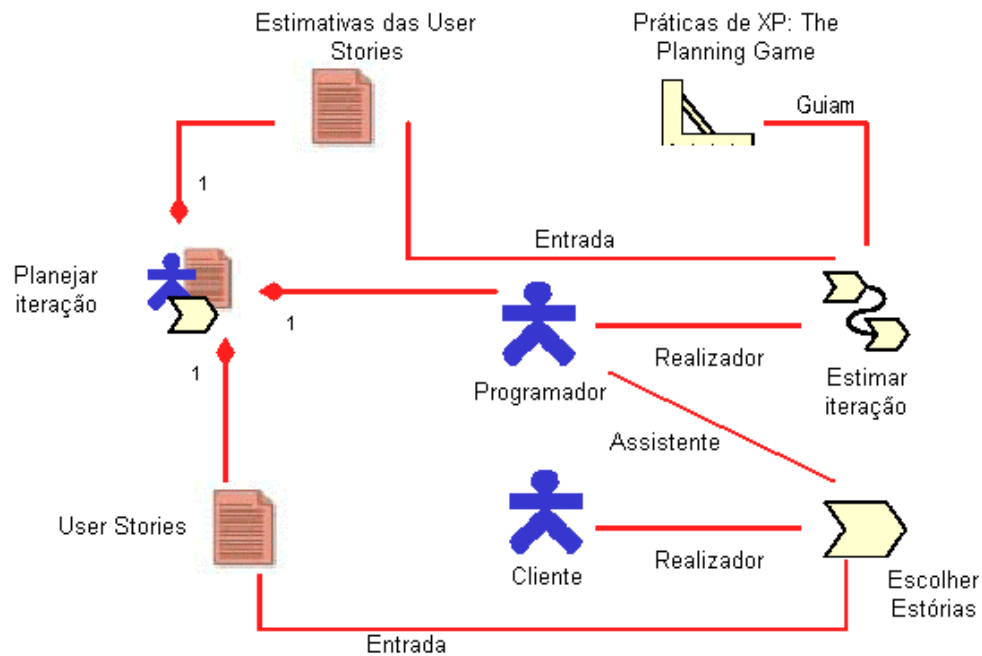 Estimativas das User
Stories
Práticas de XP: The
Planning Game
Guiam
1
Entrada
Planejar
iteração
1
Realizador
1
Programador
Estimar
iteração
Assistente
User Stories
Realizador
Cliente
Escolher
Estórias
Entrada